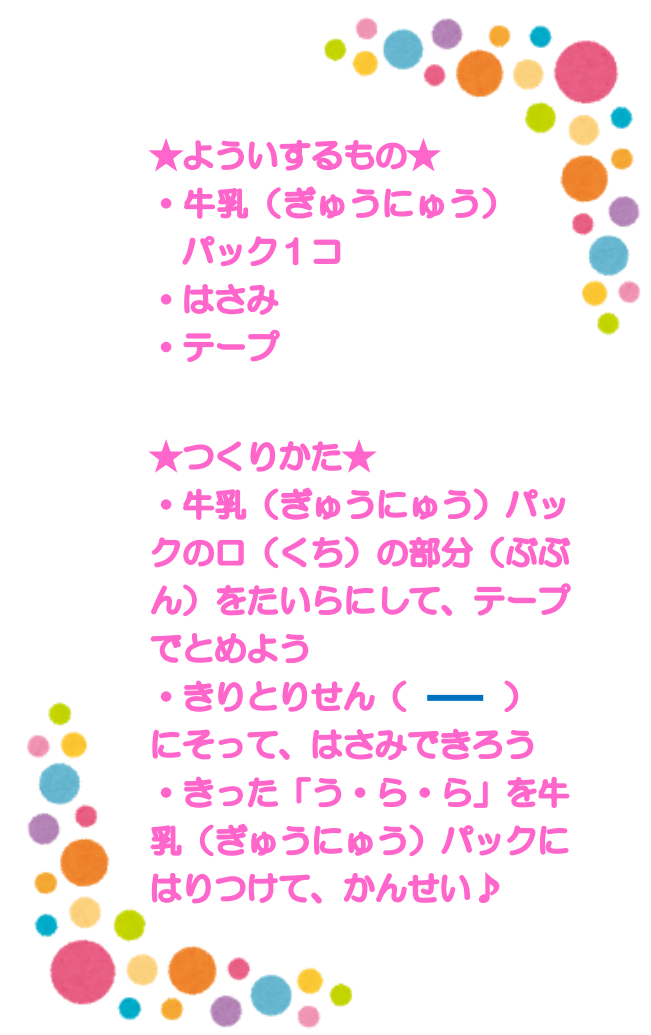 ★よういするもの★
・牛乳（ぎゅうにゅう）
パック１コ
・はさみ
・テープ
★つくりかた★
・牛乳（ぎゅうにゅう）パッ
クの口（くち）の部分（ぶぶ
ん）をたいらにして、テープ
でとめよう
・きりとりせん（ ━━ ）
にそって、はさみできろう
・きった「う・ら・ら」を牛
乳（ぎゅうにゅう）パックに
はりつけて、かんせい♪